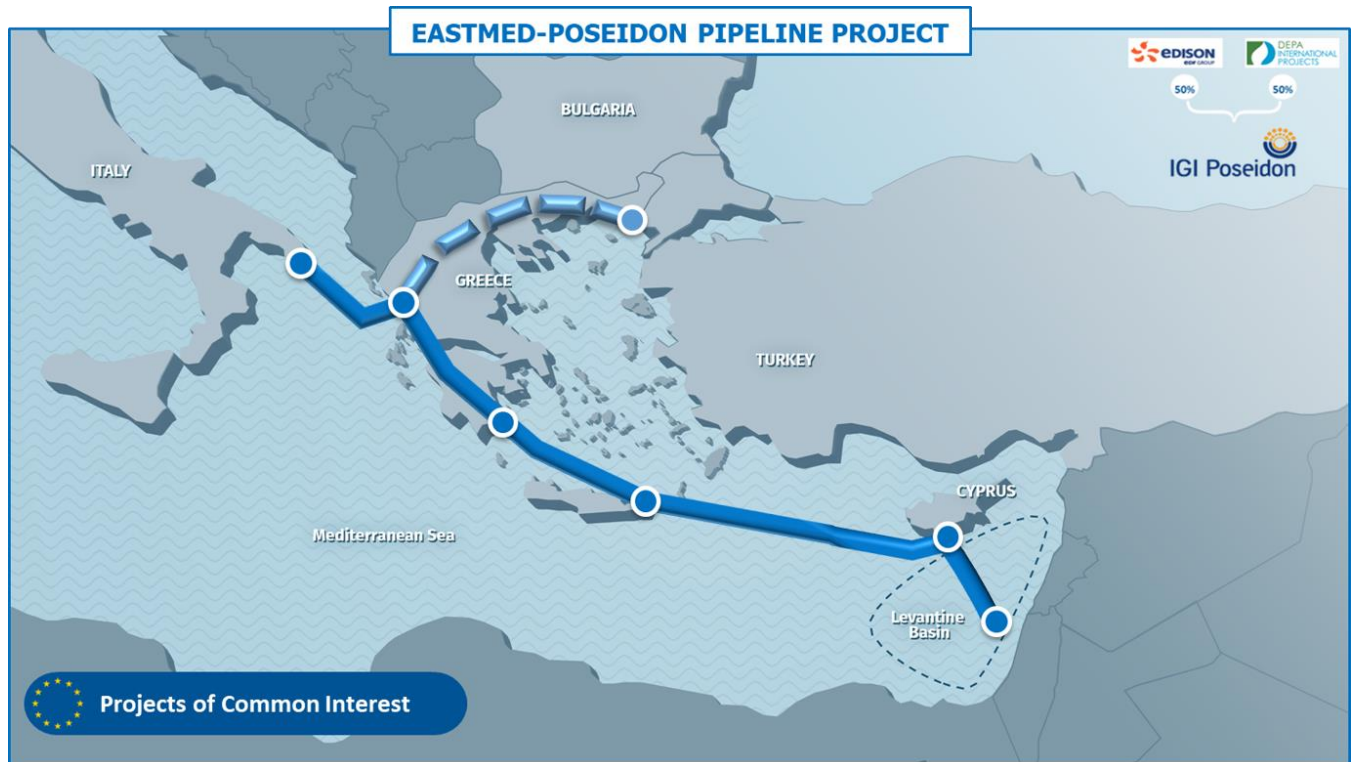 EASTMED-POSEIDON PIPELINE PROJECT
edison
EDF GROUP
DEPA
INTERNATIONAL
PROJECTS
50%
50%
IGI Poseidon
BULGARIA
ITALY
GREECE
TURKEY
CYPRUS
Mediterranean Sea
Levantine
Basin
Projects of Common Interest